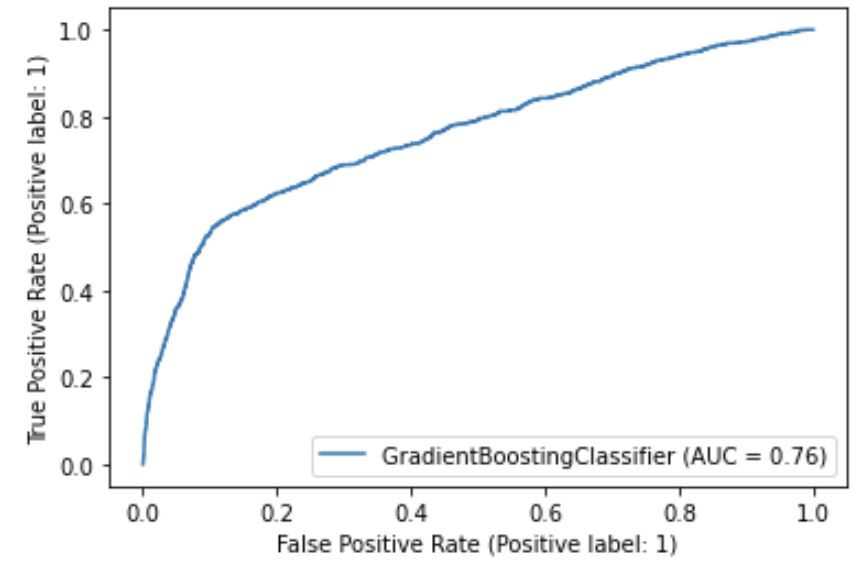 True Positive Rate (Positive label: 1)
1.0
0.8
0.6
0.4
0.2
0.0
GradientBoostingClassifier (AUC = 0.76)
0.0 0.2 0.4 0.6 0.8 1.0
False Positive Rate (Positive label: 1)